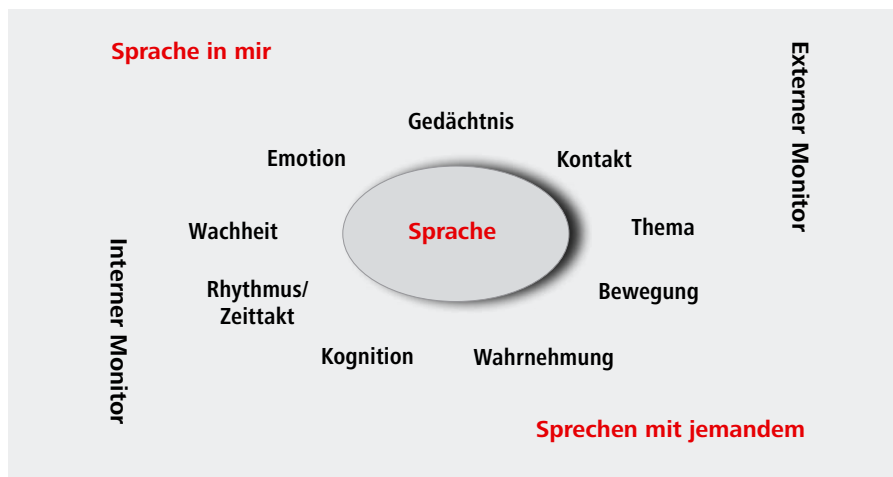 Sprache in mir
Externer Monitor
Gedächtnis
Emotion
Kontakt
Wachheit
Sprache
Thema
Interner Monitor
Rhythmus/
Zeittakt
Bewegung
Kognition
Wahrnehmung
Sprechen mit jemandem